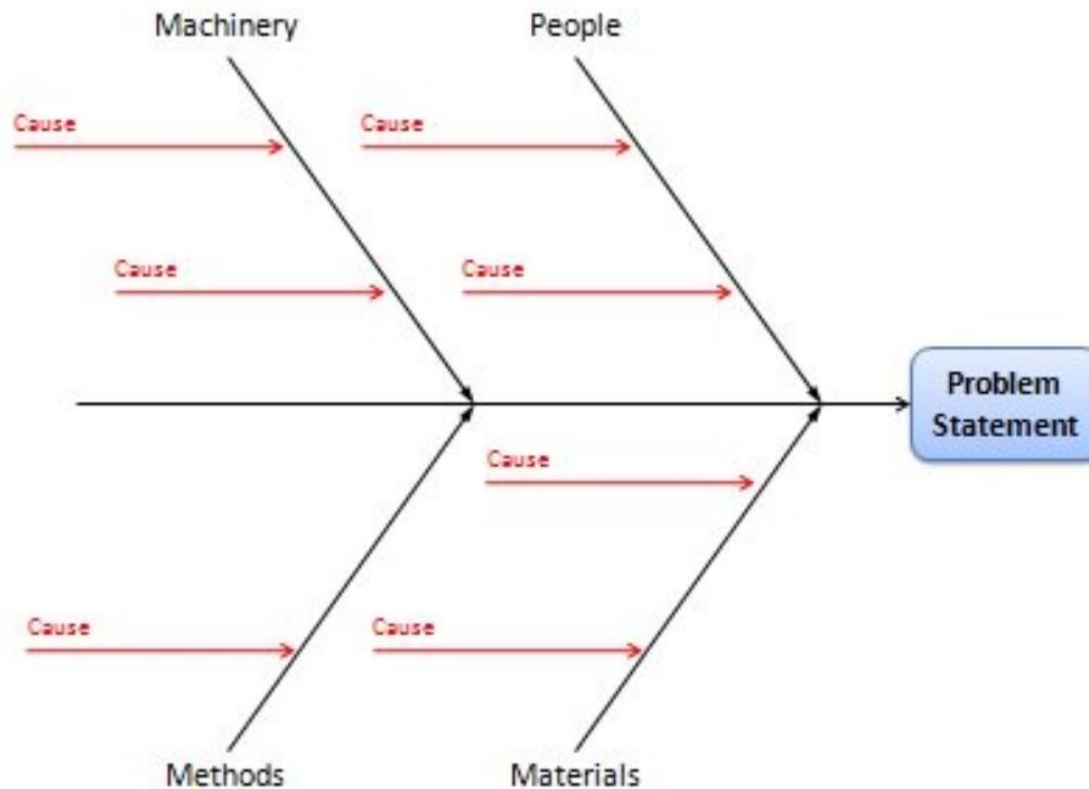 Machinery
People
Cause
Cause
Cause
Cause
Problem
Statement
Cause
Cause
Cause
Methods
Materials